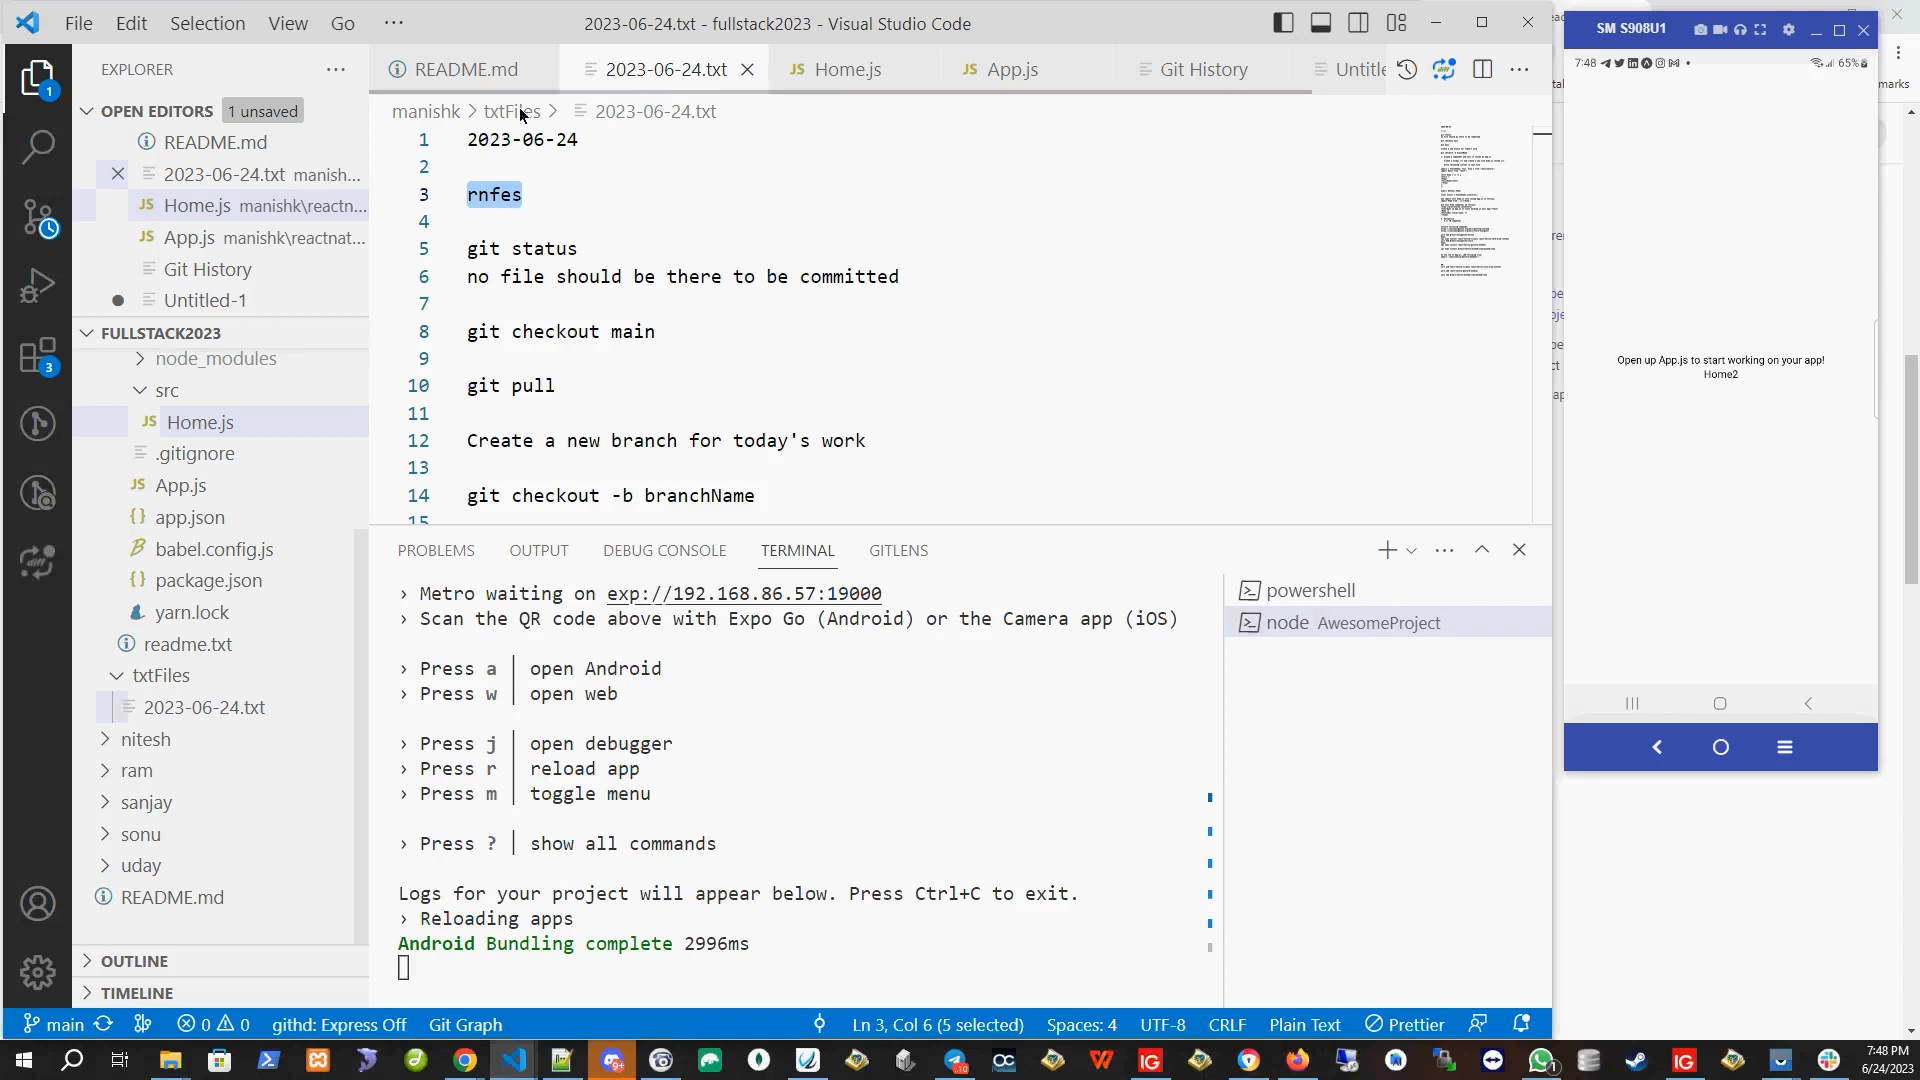 File Edit Selection View Go ···
2023-06-24.txt - fullstack2023 - Visual Studio Code
EXPLORER
OPEN EDITORS 1 unsaved
README.md
2023-06-24.txt manish...
Home.js manishk\reactn...
App.js manishk\reactnat...
Git History
Untitled-1
FULLSTACK2023
node_modules
src
Home.js
.gitignore
App.js
app.json
babel.config.js
package.json
yarn.lock
readme.txt
txtFiles
2023-06-24.txt
nitesh
ram
sanjay
sonu
uday
README.md
OUTLINE
TIMELINE
1
3
README.md 2023-06-24.txt Home.js App.js Git History Untitle
manishk > txtFiles > 2023-06-24.txt
1 2023-06-24
2
3 rnfes
4
5 git status
6 no file should be there to be committed
7
8 git checkout main
9
10 git pull
11
12 Create a new branch for today's work
13
14 git checkout -b branchName
15
PROBLEMS OUTPUT DEBUG CONSOLE TERMINAL GITLENS
› Metro waiting on exp://192.168.86.57:19000
› Scan the QR code above with Expo Go (Android) or the Camera app (iOS)
› Press a │ open Android
› Press w │ open web
› Press j │ open debugger
› Press r │ reload app
› Press m │ toggle menu
› Press ? │ show all commands
Logs for your project will appear below. Press Ctrl+C to exit.
› Reloading apps
Android Bundling complete 2996ms
powershell
node AwesomeProject
main 0 0 githd: Express Off Git Graph
Ln 3, Col 6 (5 selected) Spaces: 4 UTF-8 CRLF Plain Text Prettier
SM S908U1
7:48 65%
Open up App.js to start working on your app!
Home2
marks
7:48 PM
6/24/2023